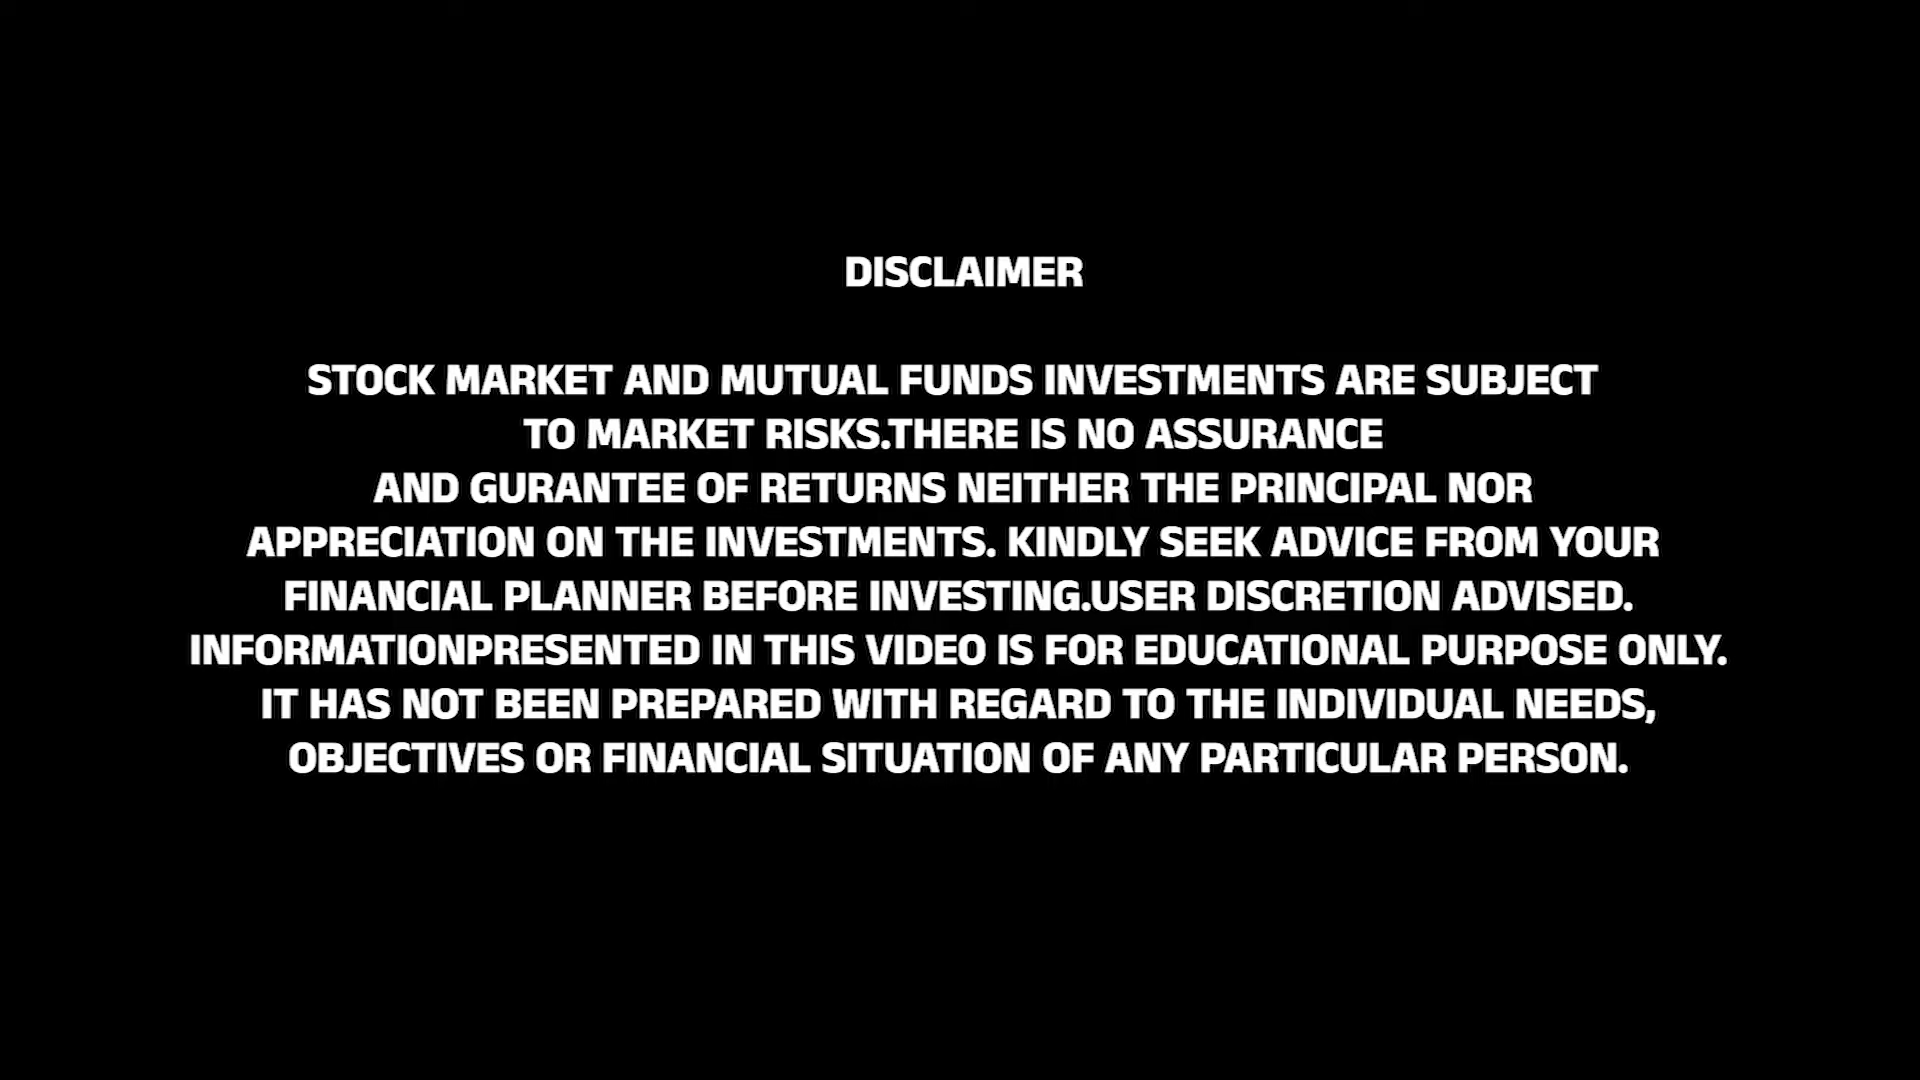 DISCLAIMER
STOCK MARKET AND MUTUAL FUNDS INVESTMENTS ARE SUBJECT
TO MARKET RISKS.THERE IS NO ASSURANCE
AND GURANTEE OF RETURNS NEITHER THE PRINCIPAL NOR
APPRECIATION ON THE INVESTMENTS. KINDLY SEEK ADVICE FROM YOUR
FINANCIAL PLANNER BEFORE INVESTING.USER DISCRETION ADVISED.
INFORMATIONPRESENTED IN THIS VIDEO IS FOR EDUCATIONAL PURPOSE ONLY.
IT HAS NOT BEEN PREPARED WITH REGARD TO THE INDIVIDUAL NEEDS,
OBJECTIVES OR FINANCIAL SITUATION OF ANY PARTICULAR PERSON.